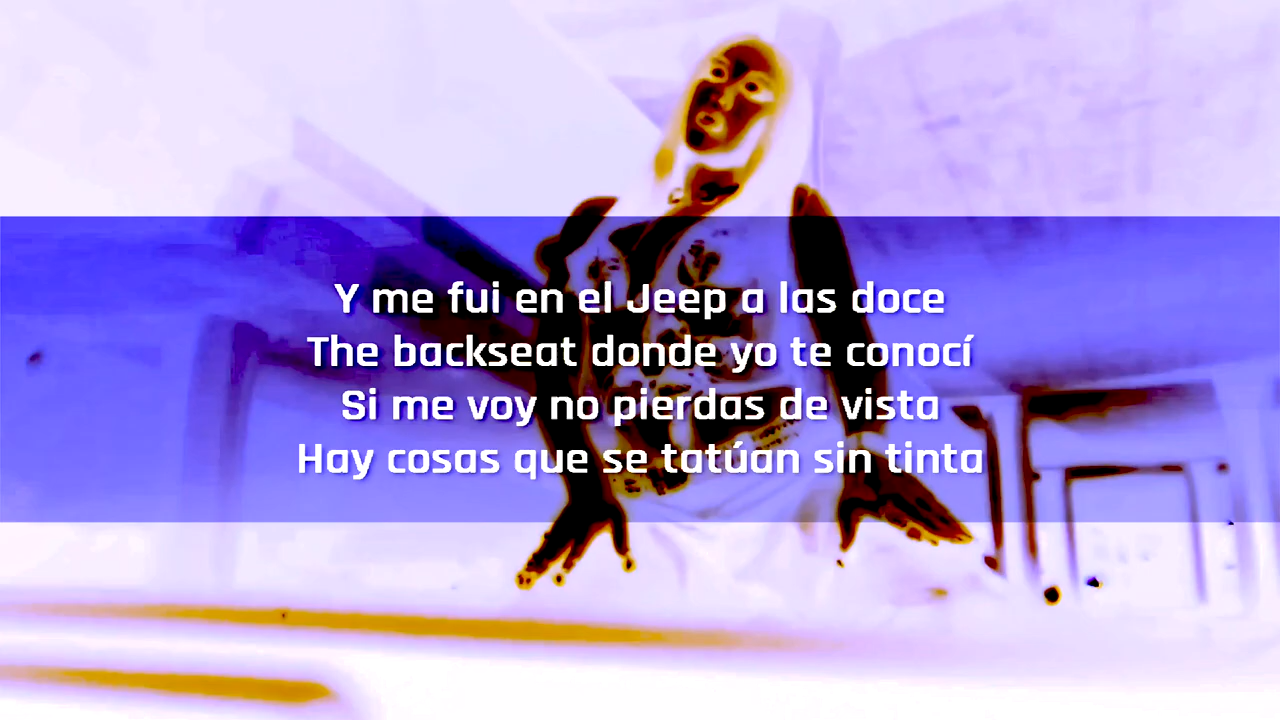 Y me fui en el Jeep a las doce
The backseat donde yo te conocí
Si me voy no pierdas de vista
Hay cosas que se tatúan sin tinta